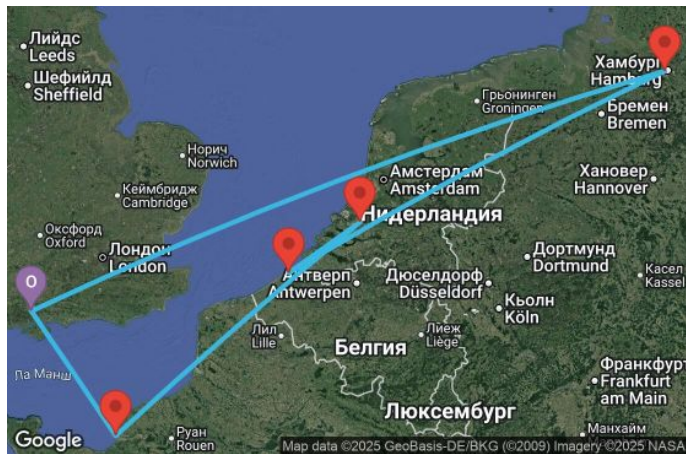 Лийдс
Leeds
Шефийлд
Sheffield
Хамбург
Hamburg
Грьонинген
Groningen
Бремен
Bremen
Норич
Norwich
Амстердам
Amsterdam
Хановер
Hannover
Кеймбридж
Cambridge
Нидерландия
Оксфорд
Oxford
Лондон
London
О
Антверп
Antwerpen
Дюселдорф
Düsseldorf
Дортмунд
Dortmund
Касел
Kassel
Кьолн
Köln
Лил
Lille
Лиеж
Liège
Белгия
Ла Манш
Франкфурт
Frankfurt
am Main
Люксембург
Руан
Rouen
Манхайм
Google
Map data ©2025 GeoBasis-DE/BKG (©2009) Imagery ©2025 NASA